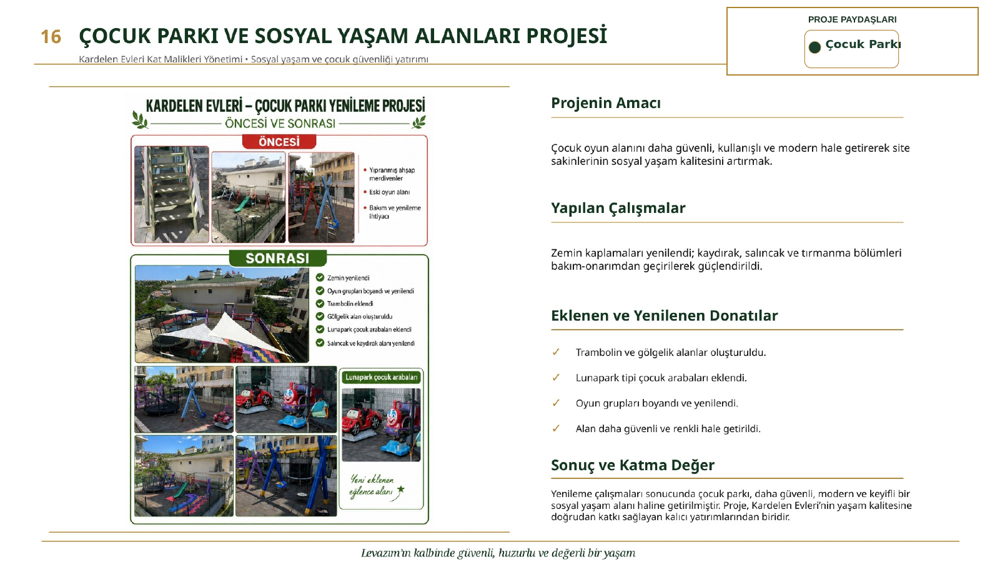 16 ÇOCUK PARKI VE SOSYAL YAŞAM ALANLARI PROJESİ
Kardelen Evleri Kat Malikleri Yönetimi • Sosyal yaşam ve çocuk güvenliği yatırımı
PROJE PAYDAŞLARI
Çocuk Parkı
KARDELEN EVLERİ – ÇOCUK PARKI YENİLEME PROJESİ
ÖNCESİ VE SONRASI
ÖNCESİ
• Yıpranmış ahşap
merdivenler
• Eski oyun alanı
• Bakım ve yenileme
ihtiyacı
SONRASI
Zemin yenilendi
Oyun grupları boyandı ve yenilendi
Trambolin eklendi
Gölgelik alan oluşturuldu
Lunapark çocuk arabaları eklendi
Salıncak ve kaydırak alanı yenilendi
Lunapark çocuk arabaları
Yeni eklenen
eğlence alanı
Projenin Amacı
Çocuk oyun alanını daha güvenli, kullanışlı ve modern hale getirerek site
sakinlerinin sosyal yaşam kalitesini artırmak.
Yapılan Çalışmalar
Zemin kaplamaları yenilendi; kaydırak, salıncak ve tırmanma bölümleri
bakım-onarımdan geçirilerek güçlendirildi.
Eklenen ve Yenilenen Donatılar
✓ Trambolin ve gölgelik alanlar oluşturuldu.
✓ Lunapark tipi çocuk arabaları eklendi.
✓ Oyun grupları boyandı ve yenilendi.
✓ Alan daha güvenli ve renkli hale getirildi.
Sonuç ve Katma Değer
Yenileme çalışmaları sonucunda çocuk parkı, daha güvenli, modern ve keyifli bir
sosyal yaşam alanı haline getirilmiştir. Proje, Kardelen Evleri’nin yaşam kalitesine
doğrudan katkı sağlayan kalıcı yatırımlarından biridir.
Levazım’ın kalbinde güvenli, huzurlu ve değerli bir yaşam